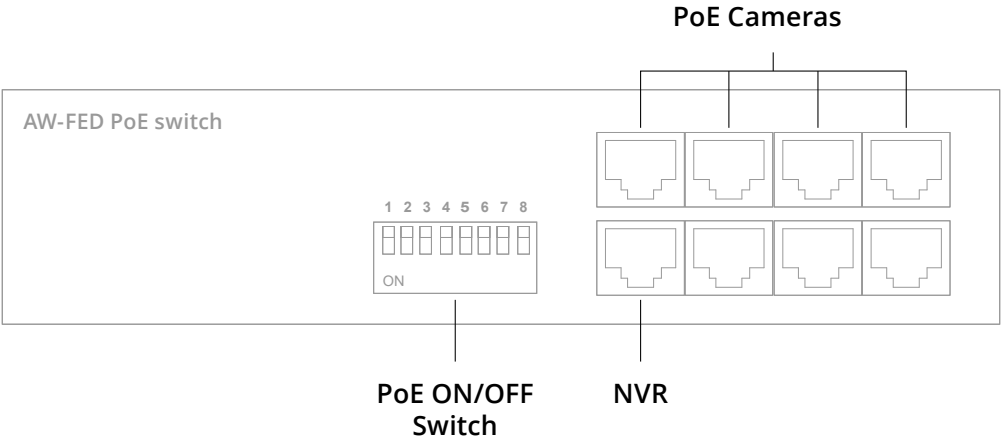 PoE Cameras
AW-FED PoE switch
1 2 3 4 5 6 7 8
ON
PoE ON/OFF
Switch
NVR